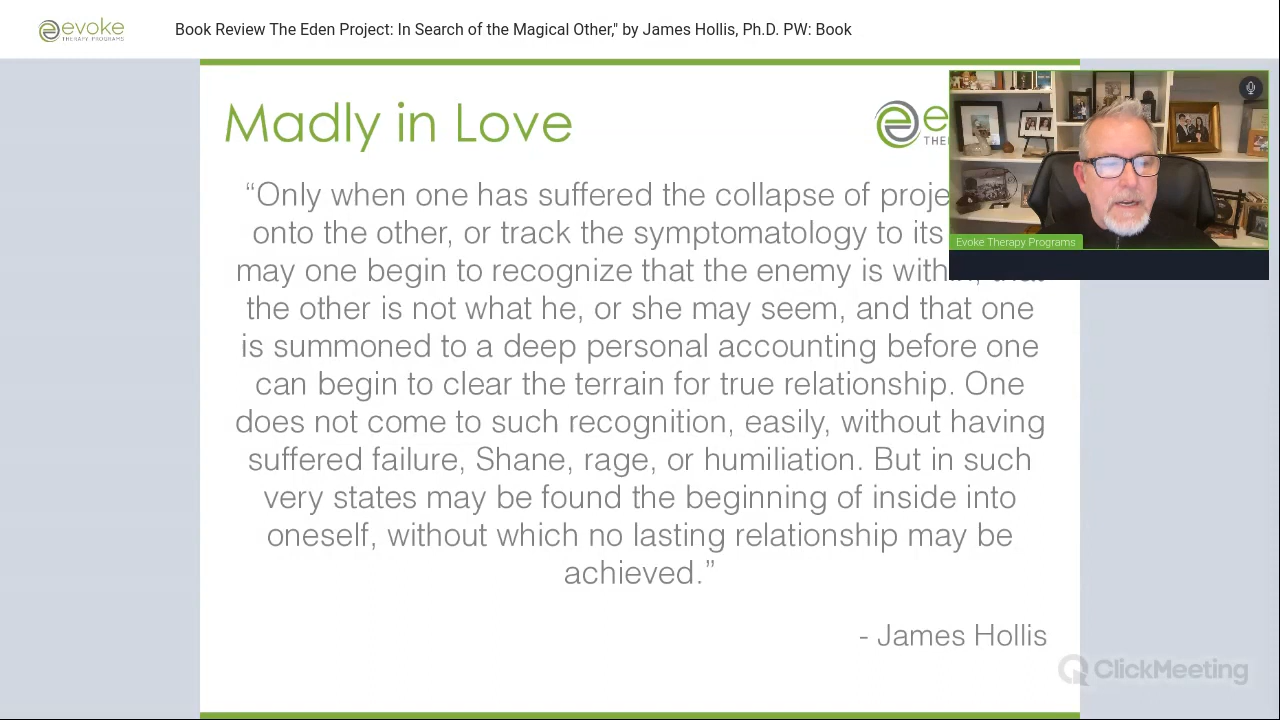 evoke
THERAPY PROGRAMS
Book Review The Eden Project: In Search of the Magical Other," by James Hollis, Ph.D. PW: Book
Madly in Love
e
THE
“Only when one has suffered the collapse of proje
onto the other, or track the symptomatology to its
may one begin to recognize that the enemy is within, that
the other is not what he, or she may seem, and that one
is summoned to a deep personal accounting before one
can begin to clear the terrain for true relationship. One
does not come to such recognition, easily, without having
suffered failure, Shane, rage, or humiliation. But in such
very states may be found the beginning of inside into
oneself, without which no lasting relationship may be
achieved.”
- James Hollis
Evoke Therapy Programs
ClickMeeting